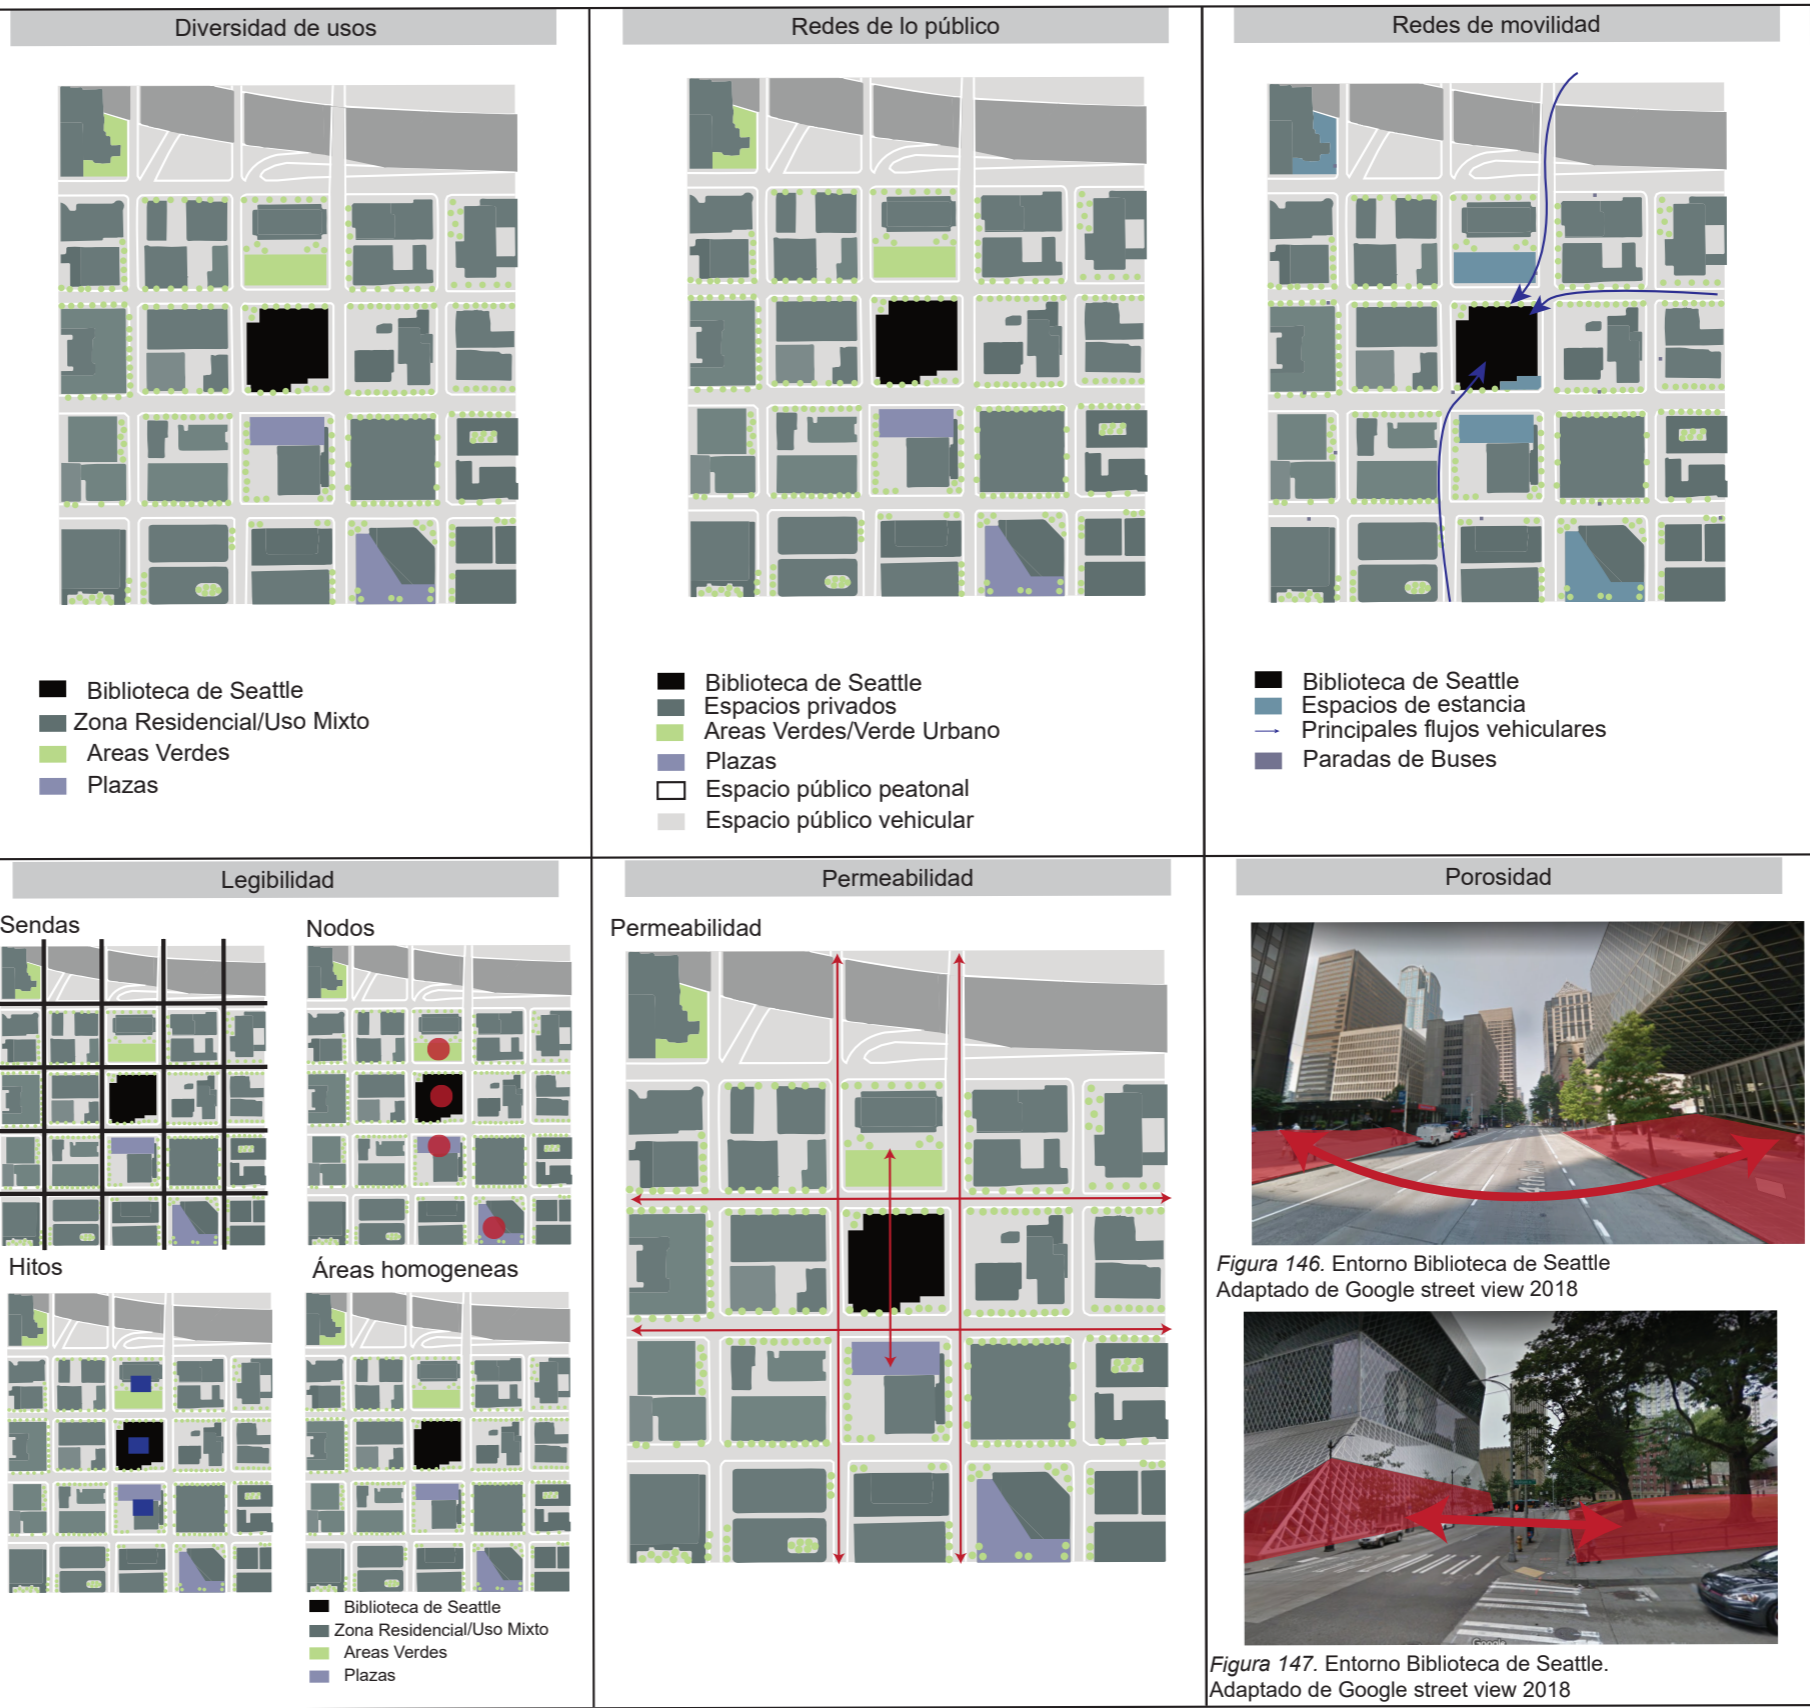 Diversidad de usos
Redes de lo público
Redes de movilidad
Biblioteca de Seattle
Zona Residencial/Uso Mixto
Areas Verdes
Plazas
Biblioteca de Seattle
Espacios privados
Areas Verdes/Verde Urbano
Plazas
Espacio público peatonal
Espacio público vehicular
Biblioteca de Seattle
Espacios de estancia
Principales flujos vehiculares
Paradas de Buses
Legibilidad
Sendas
Nodos
Hitos
Áreas homogeneas
Biblioteca de Seattle
Zona Residencial/Uso Mixto
Areas Verdes
Plazas
Permeabilidad
Permeabilidad
Porosidad
4th Ave
Figura 146. Entorno Biblioteca de Seattle
Adaptado de Google street view 2018
Google
Figura 147. Entorno Biblioteca de Seattle.
Adaptado de Google street view 2018